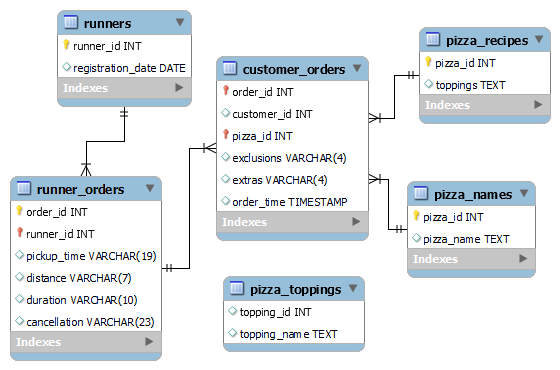 runners
runner_id INT
registration_date DATE
Indexes
customer_orders
order_id INT
customer_id INT
pizza_id INT
exclusions VARCHAR(4)
extras VARCHAR(4)
order_time TIMESTAMP
Indexes
pizza_recipes
pizza_id INT
toppings TEXT
Indexes
runner_orders
order_id INT
runner_id INT
pickup_time VARCHAR(19)
distance VARCHAR(7)
duration VARCHAR(10)
cancellation VARCHAR(23)
Indexes
pizza_names
pizza_id INT
pizza_name TEXT
Indexes
pizza_toppings
topping_id INT
topping_name TEXT